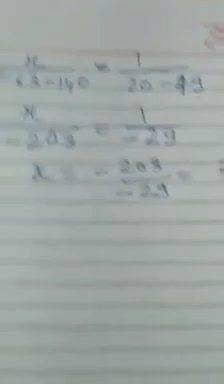 x/-63-140 = 1/20-49
x/-203 = 1/-29
x = -203/-29 =